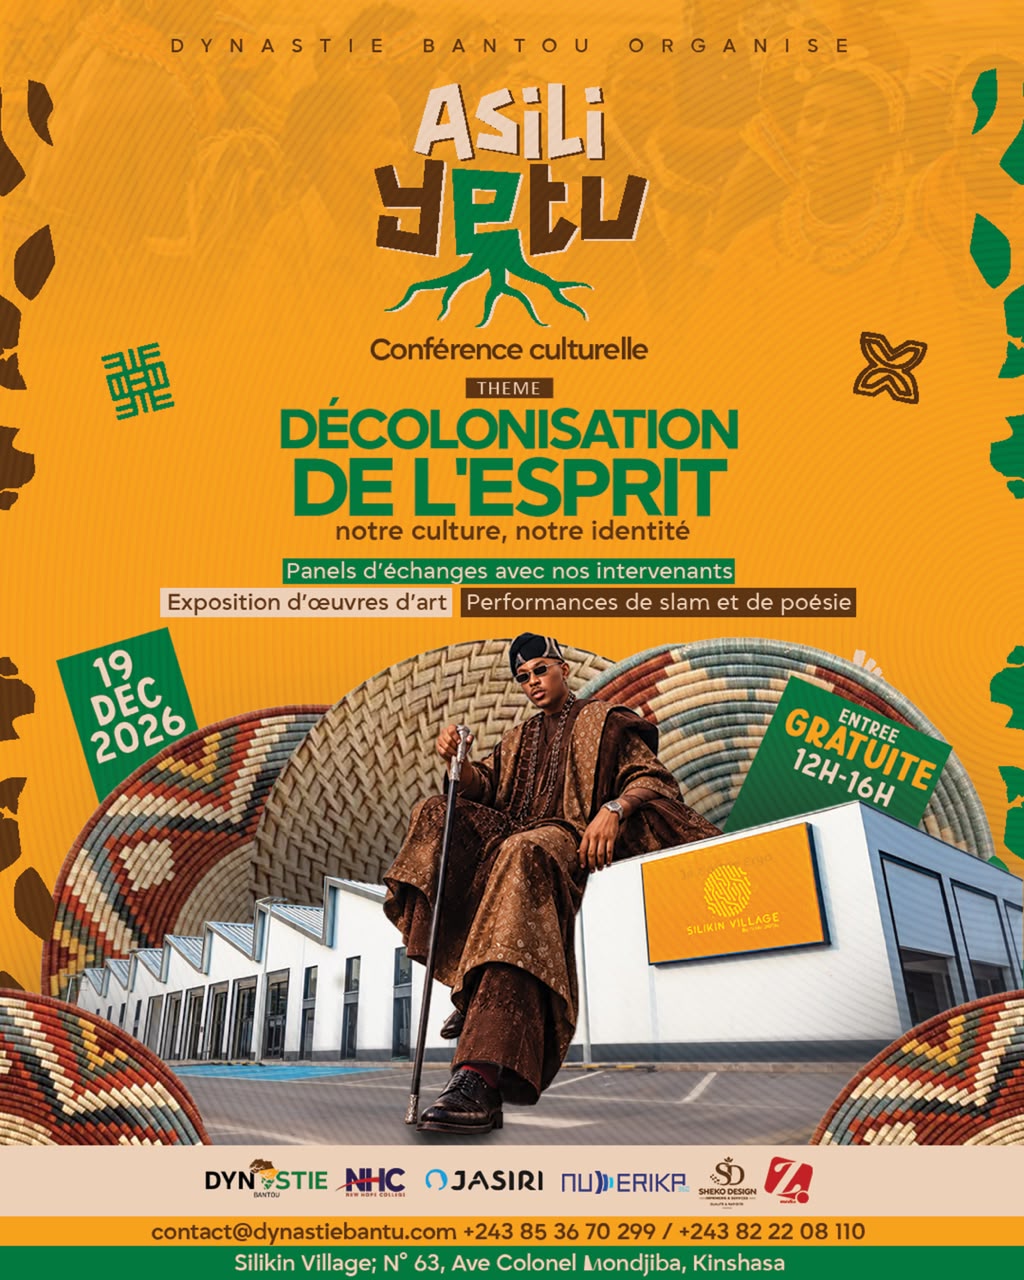 DYNASTIE BANTOU ORGANISE
ASiLi
yetu
Conférence culturelle
THEME
DÉCOLONISATION
DE L'ESPRIT
notre culture, notre identité
Panels d'échanges avec nos intervenants
Exposition d'œuvres d'art
Performances de slam et de poésie
19
DEC
2026
ENTREE
GRATUITE
12H-16H
SILIKIN VILLAGE
DYNASTIE
BANTOU
NHC
NEW HOPE COLLEGE
JASIRI
NUMERIKA
SD
SHEKO DESIGN
Z
contact@dynastiebantu.com +243 85 36 70 299 / +243 82 22 08 110
Silikin Village; N° 63, Ave Colonel Mondjiba, Kinshasa